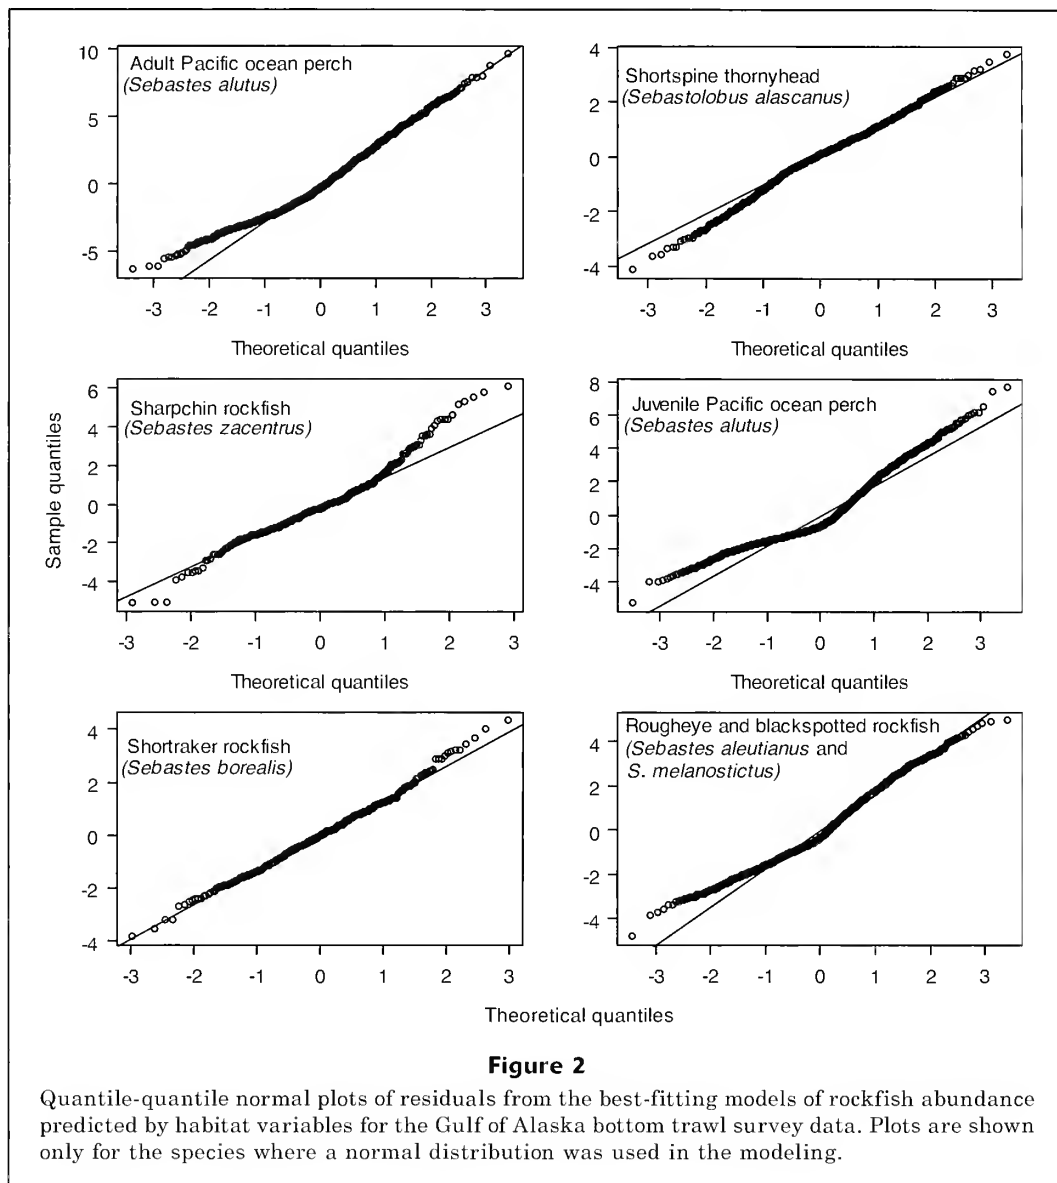 Adult Pacific ocean perch
(Sebastes alutus)
10
5
0
-5
-3 -2 -1 0 1 2 3
Theoretical quantiles
Shortspine thornyhead
(Sebastolobus alascanus)
4
2
0
-2
-4
-3 -2 -1 0 1 2 3
Theoretical quantiles
Sample quantiles
Sharpchin rockfish
(Sebastes zacentrus)
6
4
2
0
-2
-4
-3 -2 -1 0 1 2 3
Theoretical quantiles
Juvenile Pacific ocean perch
(Sebastes alutus)
8
6
4
2
0
-2
-4
-3 -2 -1 0 1 2 3
Theoretical quantiles
Shortraker rockfish
(Sebastes borealis)
4
2
0
-2
-4
-3 -2 -1 0 1 2 3
Rougheye and blackspotted rockfish
(Sebastes aleutianus and
S. melanostictus)
4
2
0
-2
-4
-3 -2 -1 0 1 2 3
Theoretical quantiles
Figure 2
Quantile-quantile normal plots of residuals from the best-fitting models of rockfish abundance
predicted by habitat variables for the Gulf of Alaska bottom trawl survey data. Plots are shown
only for the species where a normal distribution was used in the modeling.